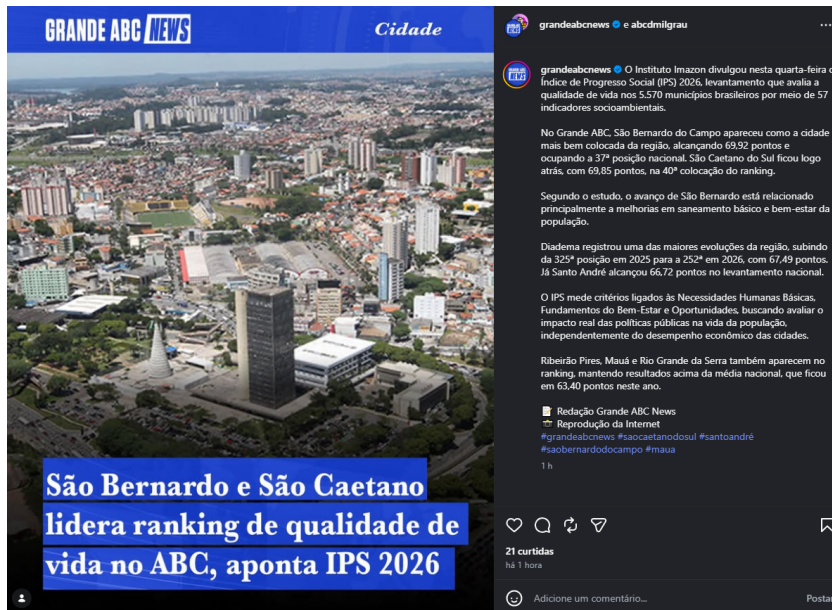 GRANDE ABC NEWS
Cidade
São Bernardo e São Caetano
lidera ranking de qualidade de
vida no ABC, aponta IPS 2026
grandeabcnews e abcdmilgrau
grandeabcnews O Instituto Imazon divulgou nesta quarta-feira o
Índice de Progresso Social (IPS) 2026, levantamento que avalia a
qualidade de vida nos 5.570 municípios brasileiros por meio de 57
indicadores socioambientais.
No Grande ABC, São Bernardo do Campo apareceu como a cidade
mais bem colocada da região, alcançando 69,92 pontos e
ocupando a 37ª posição nacional. São Caetano do Sul ficou logo
atrás, com 69,85 pontos, na 40ª colocação do ranking.
Segundo o estudo, o avanço de São Bernardo está relacionado
principalmente a melhorias em saneamento básico e bem-estar da
população.
Diadema registrou uma das maiores evoluções da região, subindo
da 325ª posição em 2025 para a 252ª em 2026, com 67,49 pontos.
Já Santo André alcançou 66,72 pontos no levantamento nacional.
O IPS mede critérios ligados às Necessidades Humanas Básicas,
Fundamentos do Bem-Estar e Oportunidades, buscando avaliar o
impacto real das políticas públicas na vida da população,
independentemente do desempenho econômico das cidades.
Ribeirão Pires, Mauá e Rio Grande da Serra também aparecem no
ranking, mantendo resultados acima da média nacional, que ficou
em 63,40 pontos neste ano.
📝 Redação Grande ABC News
📷 Reprodução da Internet
#grandeabcnews #saocaetanodosul #santoandré
#saobernardodocampo #maua
1 h
21 curtidas
há 1 hora
Adicione um comentário...
Postar